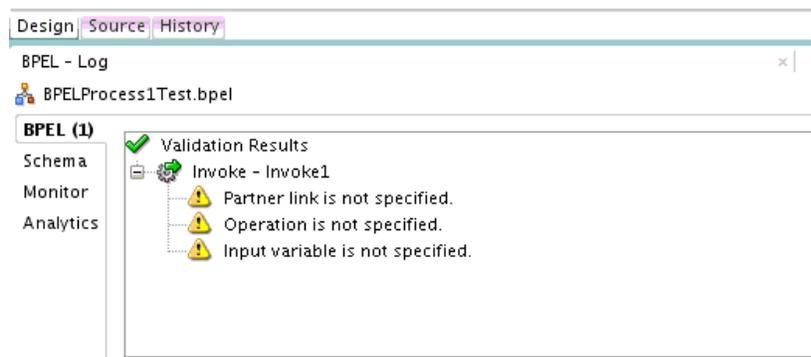 Design Source History
BPEL - Log
BPELProcess1Test.bpel
BPEL (1)
Schema
Monitor
Analytics
Validation Results
Invoke - Invoke1
Partner link is not specified.
Operation is not specified.
Input variable is not specified.